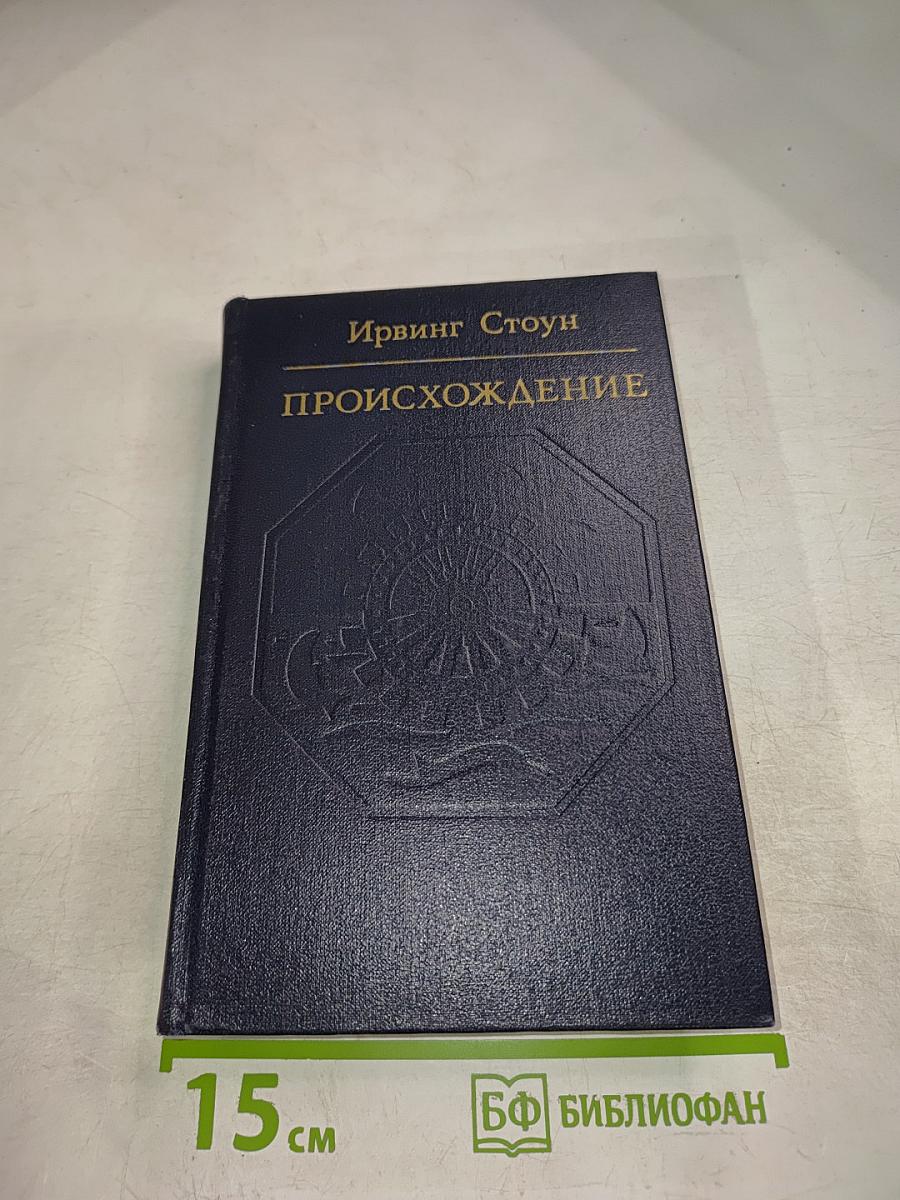 Ирвинг Стоун
ПРОИСХОЖДЕНИЕ
15 см
БФ БИБЛИОФАН